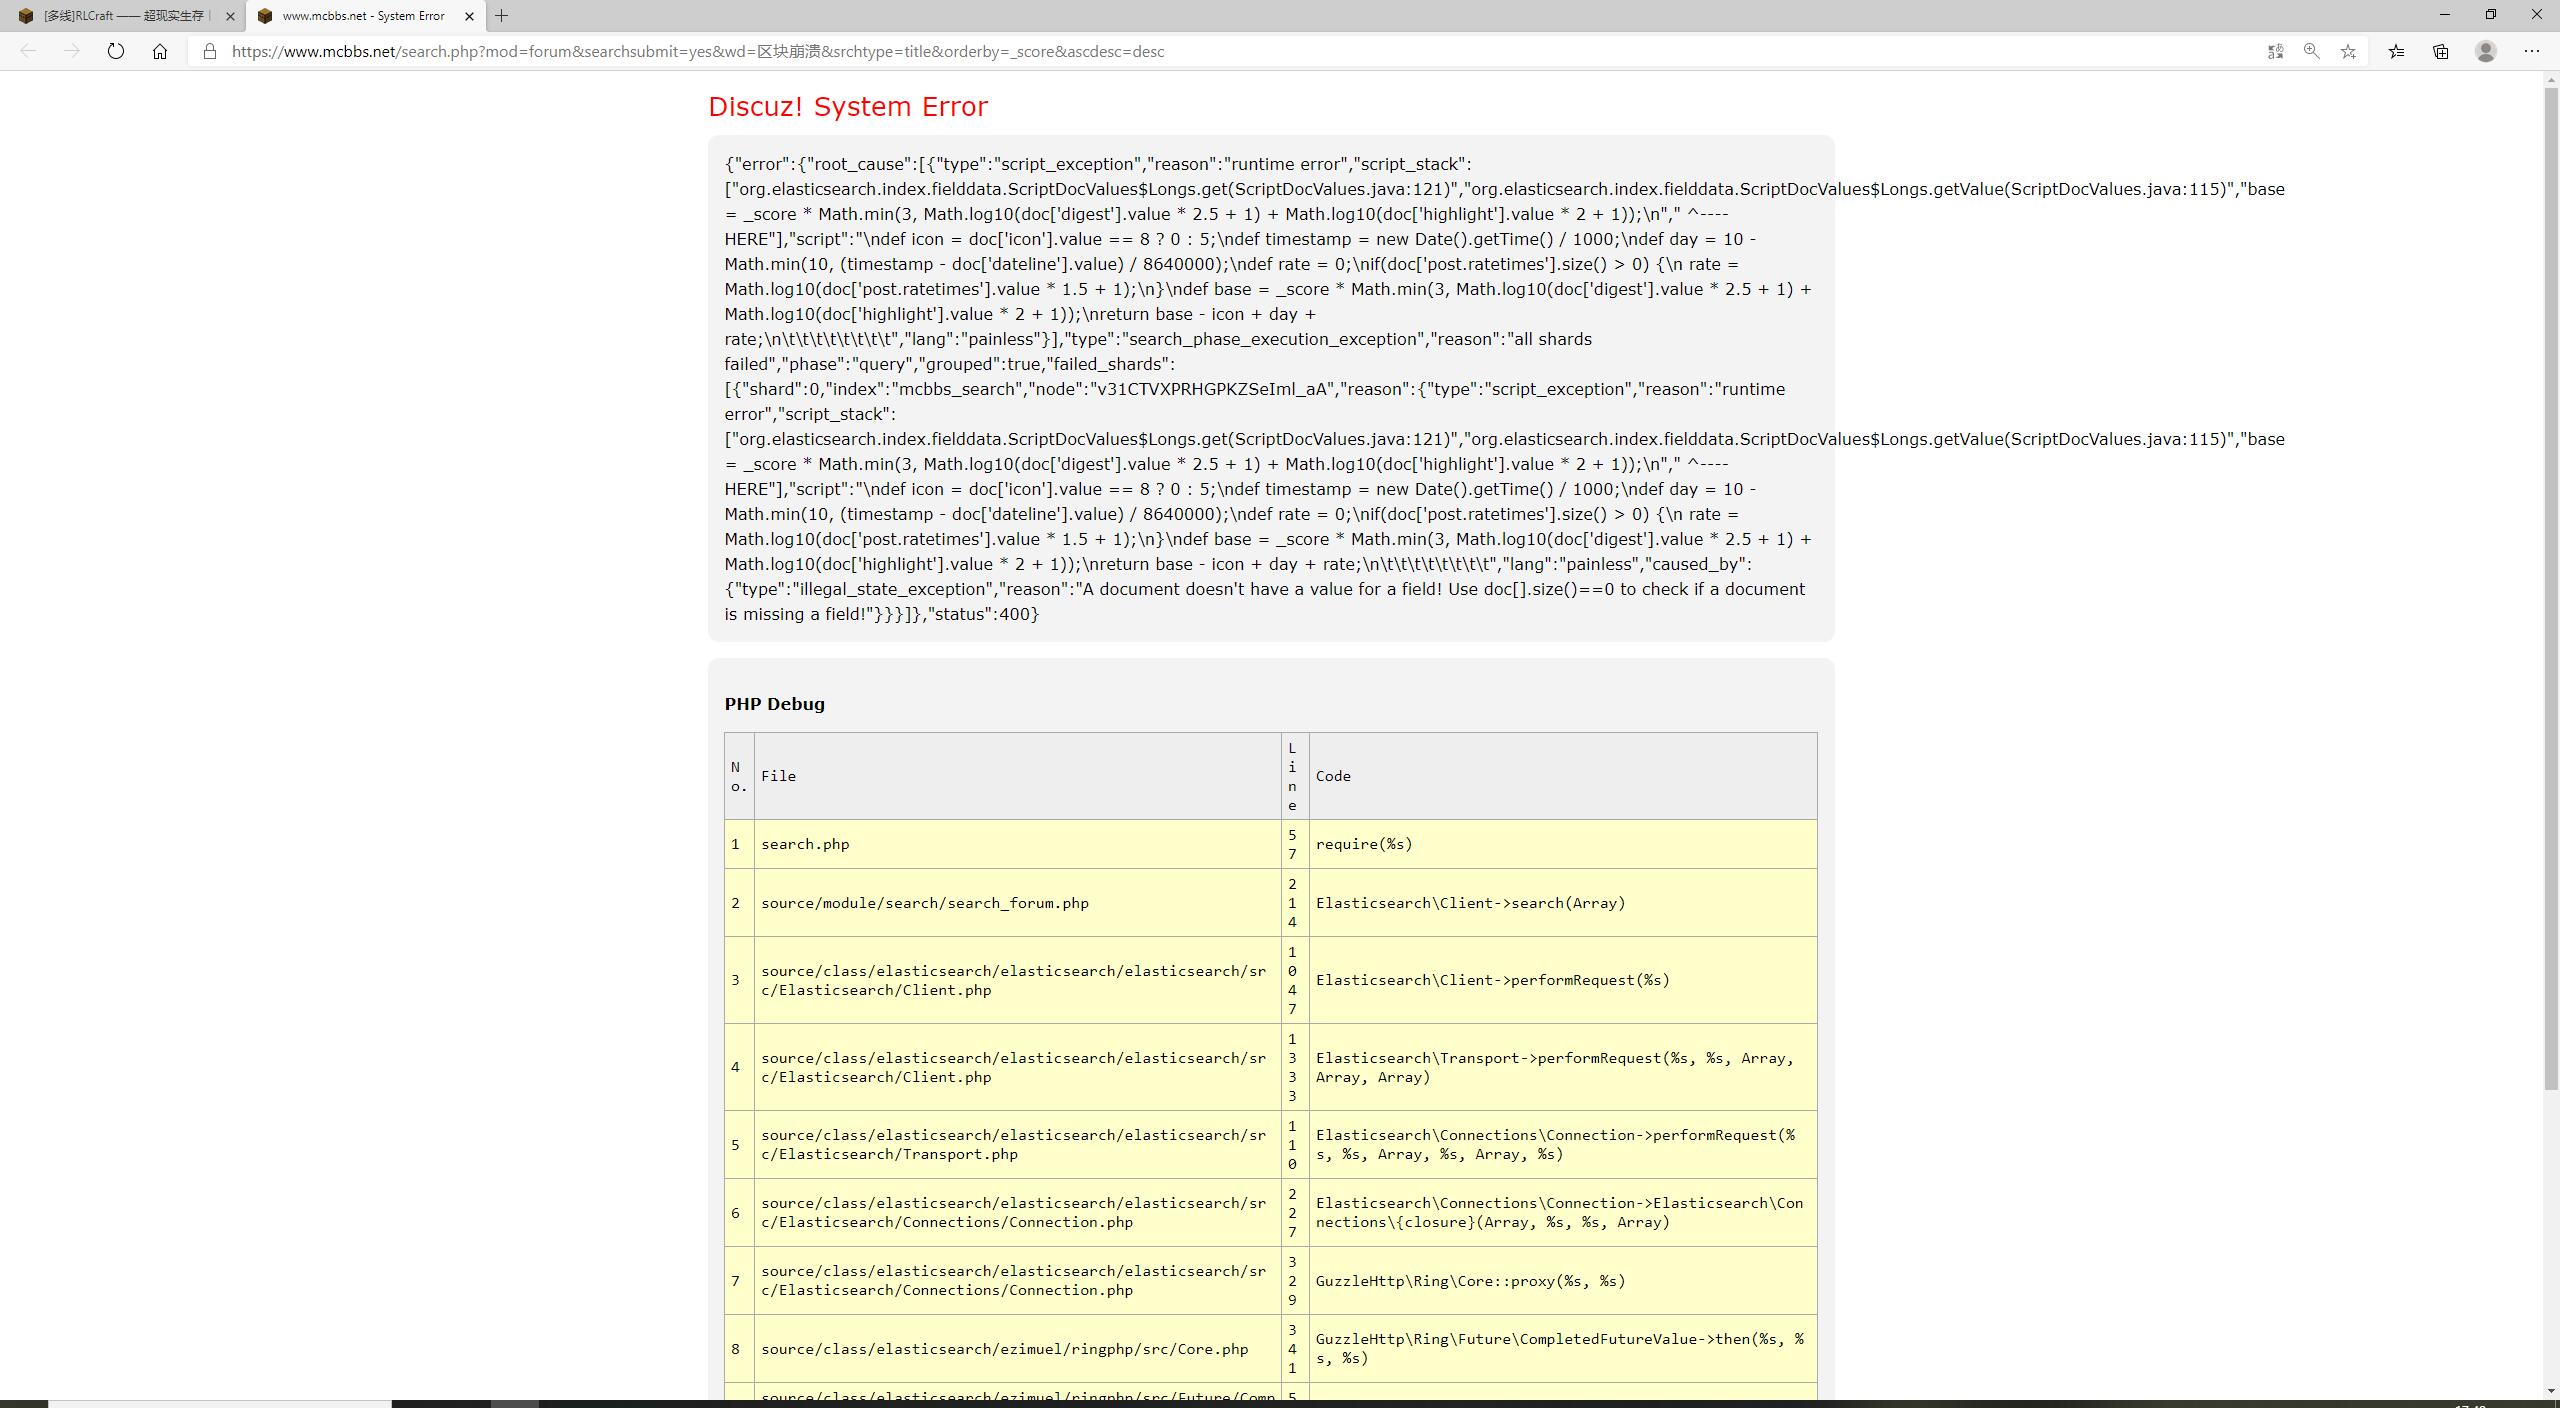 [多线]RLCraft —— 超现实生存
www.mcbbs.net - System Error
https://www.mcbbs.net/search.php?mod=forum&searchsubmit=yes&wd=区块崩溃&srchtype=title&orderby=_score&ascdesc=desc
Discuz! System Error
{"error":{"root_cause":[{"type":"script_exception","reason":"runtime error","script_stack":
["org.elasticsearch.index.fielddata.ScriptDocValues$Longs.get(ScriptDocValues.java:121)","org.elasticsearch.index.fielddata.ScriptDocValues$Longs.getValue(ScriptDocValues.java:115)","base
= _score * Math.min(3, Math.log10(doc['digest'].value * 2.5 + 1) + Math.log10(doc['highlight'].value * 2 + 1));\n"," ^----
HERE"],"script":"\ndef icon = doc['icon'].value == 8 ? 0 : 5;\ndef timestamp = new Date().getTime() / 1000;\ndef day = 10 -
Math.min(10, (timestamp - doc['dateline'].value) / 8640000);\ndef rate = 0;\nif(doc['post.ratetimes'].size() > 0) {\n rate =
Math.log10(doc['post.ratetimes'].value * 1.5 + 1);\n}\ndef base = _score * Math.min(3, Math.log10(doc['digest'].value * 2.5 + 1) +
Math.log10(doc['highlight'].value * 2 + 1));\nreturn base - icon + day +
rate;\n\t\t\t\t\t\t\t\t","lang":"painless"}],"type":"search_phase_execution_exception","reason":"all shards
failed","phase":"query","grouped":true,"failed_shards":
[{"shard":0,"index":"mcbbs_search","node":"v31CTVXPRHGPKZSeIml_aA","reason":{"type":"script_exception","reason":"runtime
error","script_stack":
["org.elasticsearch.index.fielddata.ScriptDocValues$Longs.get(ScriptDocValues.java:121)","org.elasticsearch.index.fielddata.ScriptDocValues$Longs.getValue(ScriptDocValues.java:115)","base
= _score * Math.min(3, Math.log10(doc['digest'].value * 2.5 + 1) + Math.log10(doc['highlight'].value * 2 + 1));\n"," ^----
HERE"],"script":"\ndef icon = doc['icon'].value == 8 ? 0 : 5;\ndef timestamp = new Date().getTime() / 1000;\ndef day = 10 -
Math.min(10, (timestamp - doc['dateline'].value) / 8640000);\ndef rate = 0;\nif(doc['post.ratetimes'].size() > 0) {\n rate =
Math.log10(doc['post.ratetimes'].value * 1.5 + 1);\n}\ndef base = _score * Math.min(3, Math.log10(doc['digest'].value * 2.5 + 1) +
Math.log10(doc['highlight'].value * 2 + 1));\nreturn base - icon + day + rate;\n\t\t\t\t\t\t\t\t","lang":"painless","caused_by":
{"type":"illegal_state_exception","reason":"A document doesn't have a value for a field! Use doc[].size()==0 to check if a document
is missing a field!"}}}]},"status":400}
PHP Debug
No. File Line Code
1 search.php 57 require(%s)
2 source/module/search/search_forum.php 214 Elasticsearch\Client->search(Array)
3 source/class/elasticsearch/elasticsearch/elasticsearch/sr
c/Elasticsearch/Client.php 1047 Elasticsearch\Client->performRequest(%s)
4 source/class/elasticsearch/elasticsearch/elasticsearch/sr
c/Elasticsearch/Client.php 1333 Elasticsearch\Transport->performRequest(%s, %s, Array,
Array, Array)
5 source/class/elasticsearch/elasticsearch/elasticsearch/sr
c/Elasticsearch/Transport.php 110 Elasticsearch\Connections\Connection->performRequest(%
s, %s, Array, %s, Array, %s)
6 source/class/elasticsearch/elasticsearch/elasticsearch/sr
c/Elasticsearch/Connections/Connection.php 227 Elasticsearch\Connections\Connection->Elasticsearch\Con
nections\{closure}(Array, %s, %s, Array)
7 source/class/elasticsearch/elasticsearch/elasticsearch/sr
c/Elasticsearch/Connections/Connection.php 329 GuzzleHttp\Ring\Core::proxy(%s, %s)
8 source/class/elasticsearch/ezimuel/ringphp/src/Core.php 341 GuzzleHttp\Ring\Future\CompletedFutureValue->then(%s, %
s, %s)
source/class/elasticsearch/ezimuel/ringphp/src/Future/Comp 5